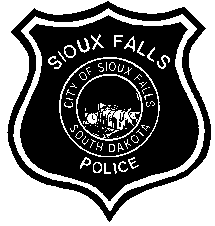 SIOUX FALLS
CITY OF SIOUX FALLS
SOUTH DAKOTA
POLICE